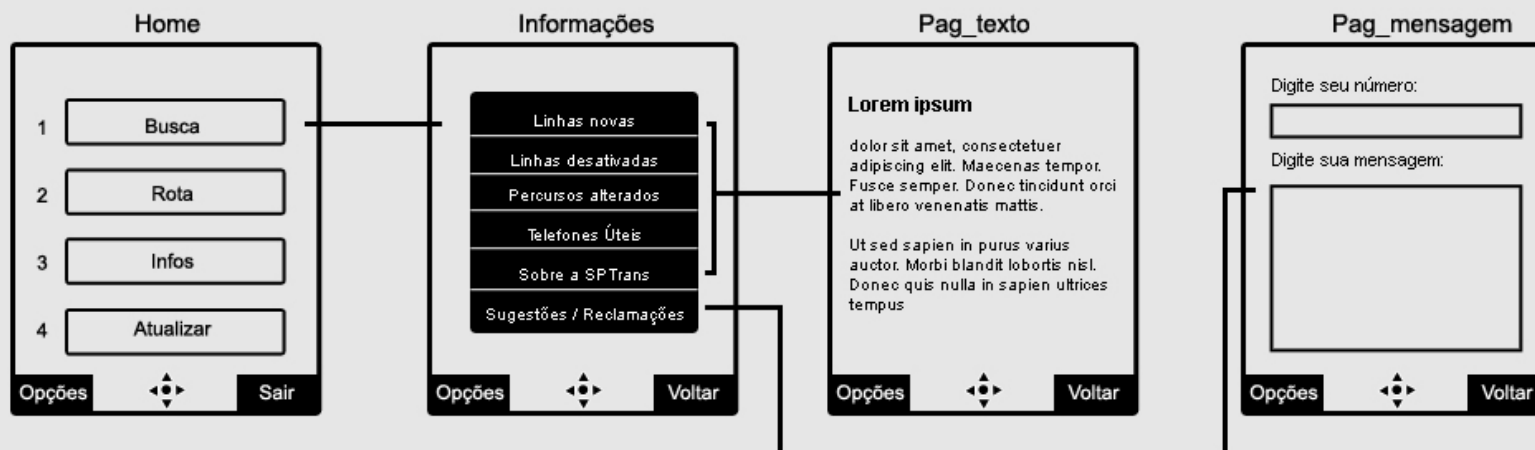 Home
1 Busca
2 Rota
3 Infos
4 Atualizar
Opções Sair
Informações
Linhas novas
Linhas desativadas
Percursos alterados
Telefones Úteis
Sobre a SPTrans
Sugestões / Reclamações
Opções Voltar
Pag_texto
Lorem ipsum
dolor sit amet, consectetuer
adipiscing elit. Maecenas tempor.
Fusce semper. Donec tincidunt orci
at libero venenatis mattis.
Ut sed sapien in purus varius
auctor. Morbi blandit lobortis nisl.
Donec quis nulla in sapien ultrices
tempus
Opções Voltar
Pag_mensagem
Digite seu número:
Digite sua mensagem:
Opções Voltar